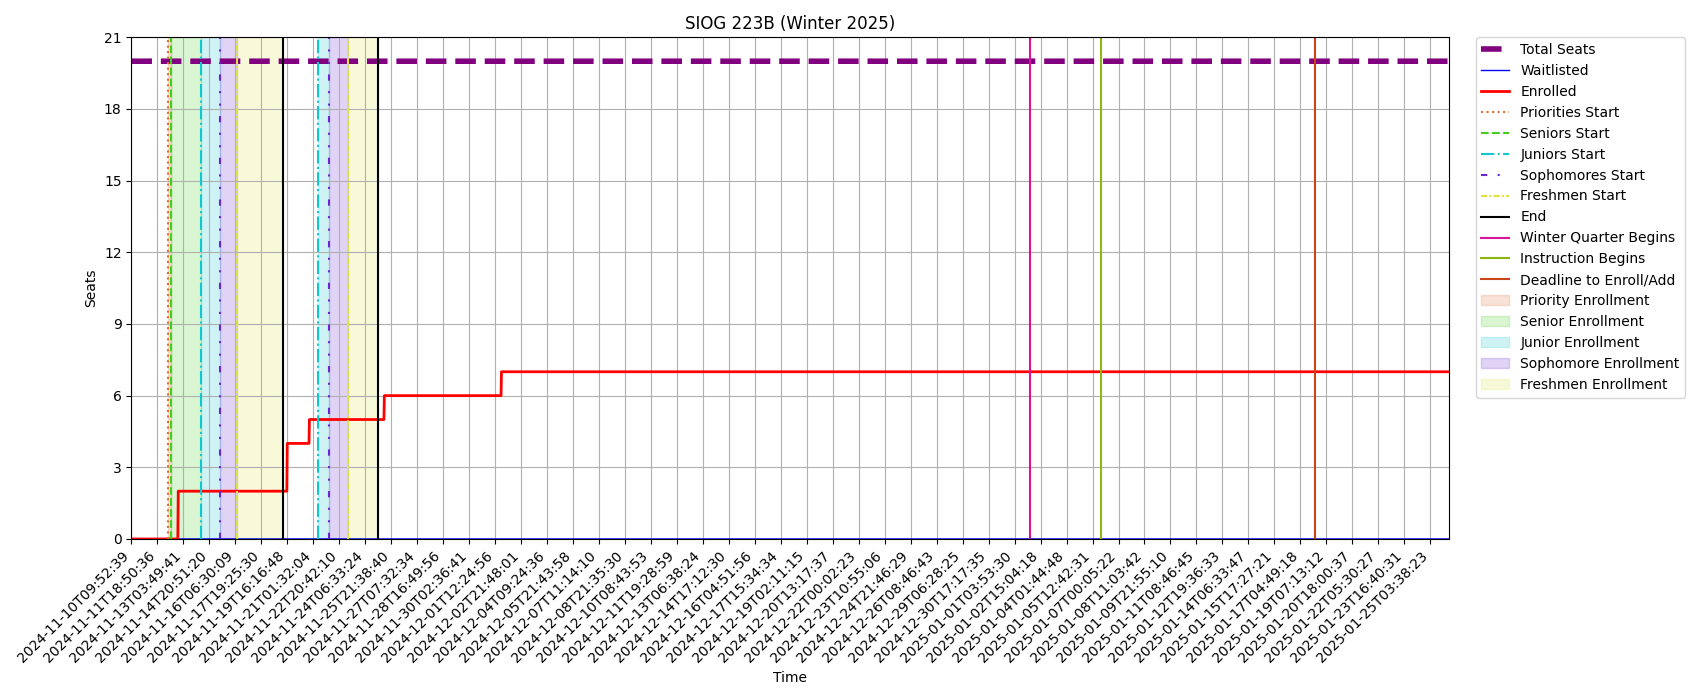 SIOG 223B (Winter 2025)
21
18
15
12
9
6
3
0
Seats
2024-11-10T09:52:39
2024-11-11T18:50:36
2024-11-13T03:49:41
2024-11-14T20:51:20
2024-11-16T06:30:09
2024-11-17T19:25:30
2024-11-19T16:16:48
2024-11-21T01:32:04
2024-11-22T20:42:10
2024-11-24T06:33:24
2024-11-25T21:38:40
2024-11-27T07:32:34
2024-11-28T16:49:56
2024-11-30T02:36:41
2024-12-01T12:24:56
2024-12-02T21:48:01
2024-12-04T09:24:36
2024-12-05T21:43:58
2024-12-07T11:14:10
2024-12-08T21:35:30
2024-12-10T08:43:53
2024-12-11T19:28:59
2024-12-13T06:38:24
2024-12-14T17:12:30
2024-12-16T04:51:56
2024-12-17T15:34:34
2024-12-19T02:11:15
2024-12-20T13:17:37
2024-12-22T00:02:23
2024-12-23T10:55:06
2024-12-24T21:46:29
2024-12-26T08:46:43
2024-12-29T06:28:25
2024-12-30T17:17:35
2025-01-01T03:53:30
2025-01-02T15:04:18
2025-01-04T01:44:48
2025-01-05T12:42:31
2025-01-07T00:05:22
2025-01-08T11:03:42
2025-01-09T21:55:10
2025-01-11T08:46:45
2025-01-12T19:36:33
2025-01-14T06:33:47
2025-01-15T17:27:21
2025-01-17T04:49:18
2025-01-19T07:13:12
2025-01-20T18:00:37
2025-01-22T05:30:27
2025-01-23T16:40:31
2025-01-25T03:38:23
Time
Total Seats
Waitlisted
Enrolled
Priorities Start
Seniors Start
Juniors Start
Sophomores Start
Freshmen Start
End
Winter Quarter Begins
Instruction Begins
Deadline to Enroll/Add
Priority Enrollment
Senior Enrollment
Junior Enrollment
Sophomore Enrollment
Freshmen Enrollment